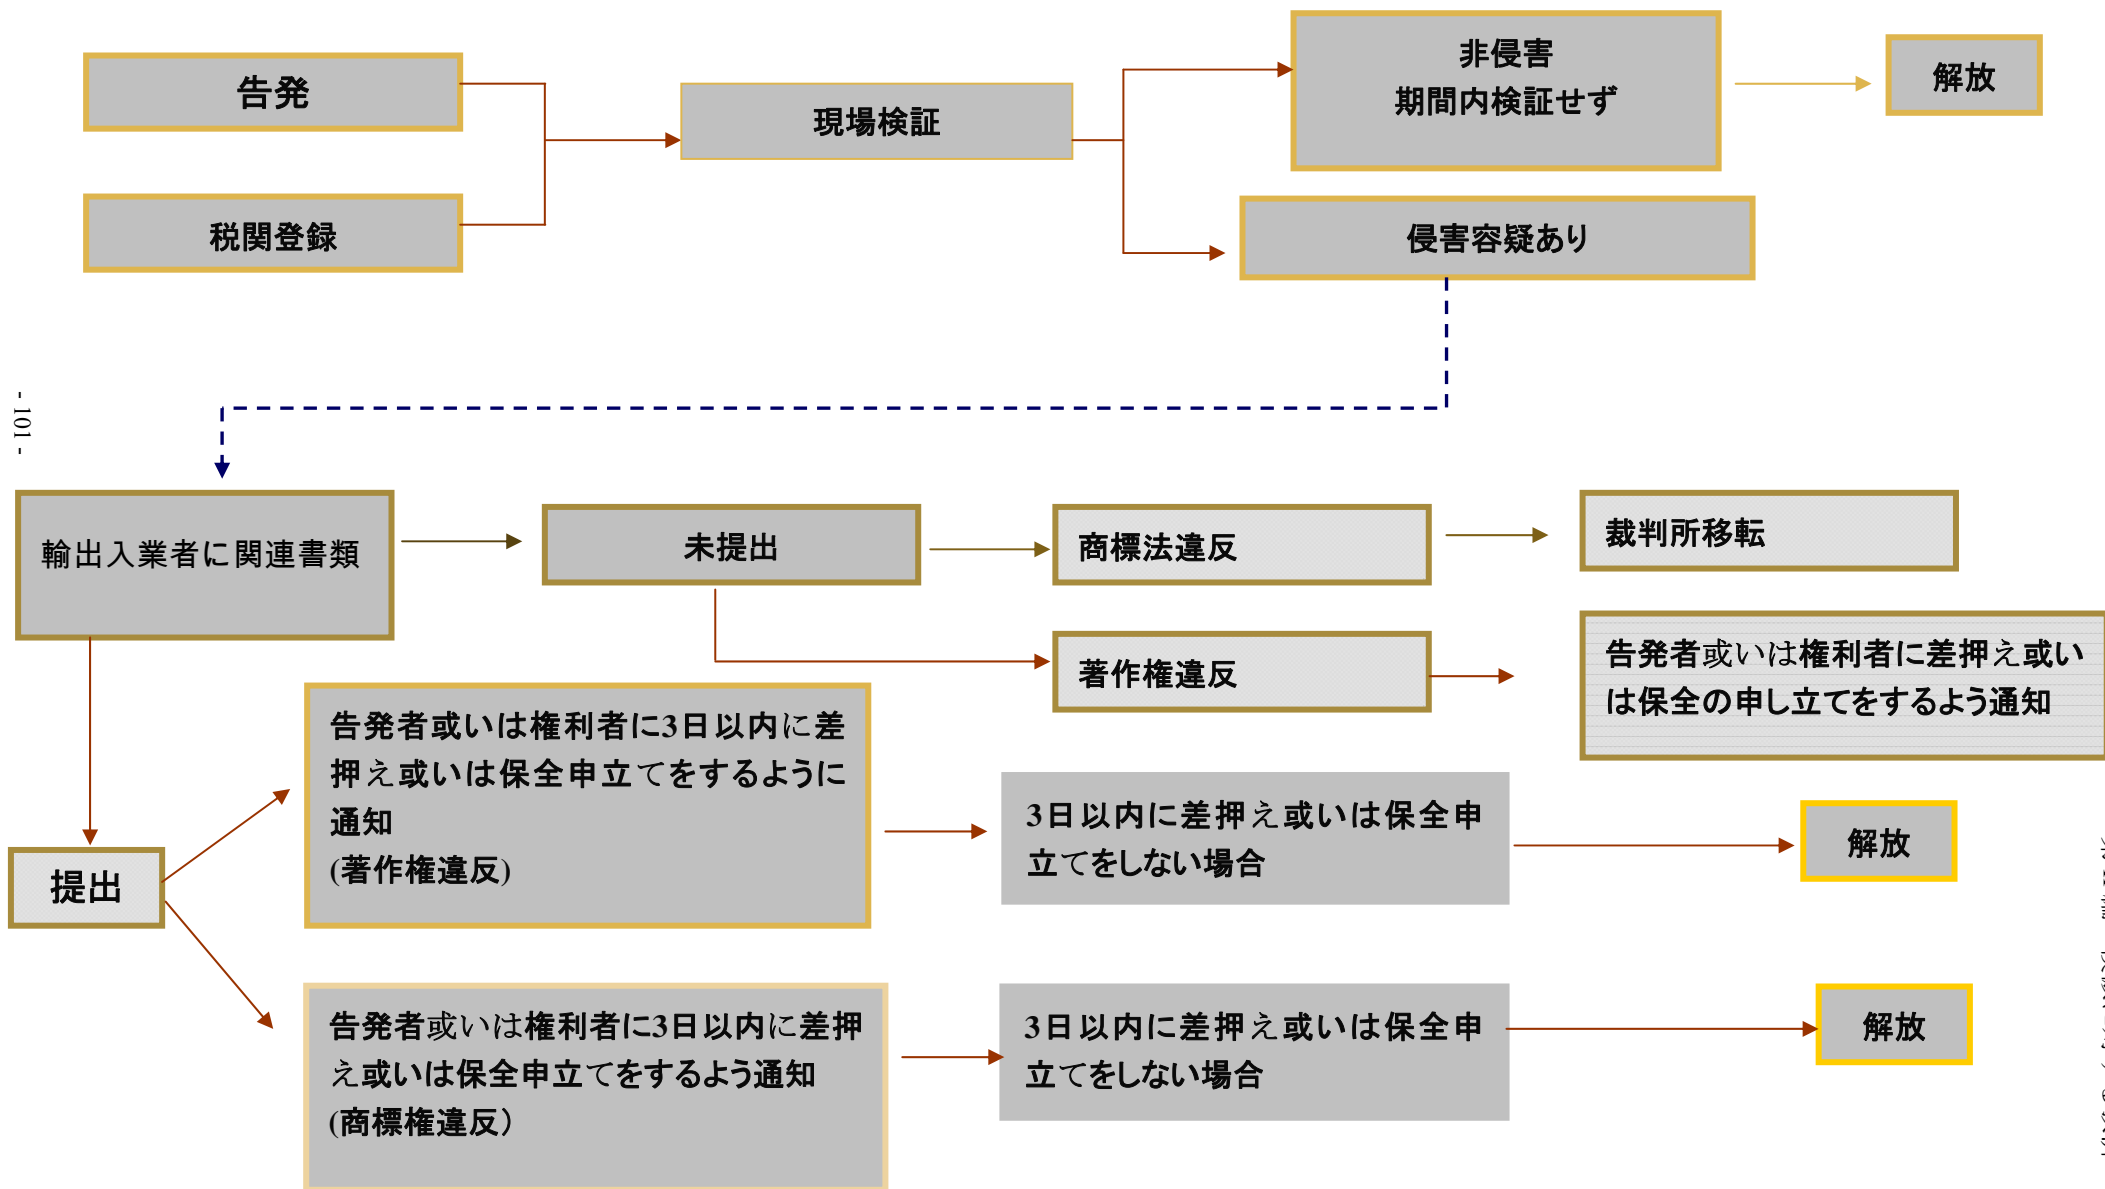 告発
税関登録
現場検証
非侵害
期間内検証せず
解放
侵害容疑あり
- 101 -
輸出入業者に関連書類
未提出
商標法違反
裁判所移転
著作権違反
告発者或いは権利者に差押え或い
は保全の申し立てをするよう通知
提出
告発者或いは権利者に3日以内に差
押え或いは保全申立てをするように
通知
(著作権違反)
3日以内に差押え或いは保全申
立てをしない場合
解放
告発者或いは権利者に3日以内に差押
え或いは保全申立てをするよう通知
(商標権違反）
3日以内に差押え或いは保全申
立てをしない場合
解放